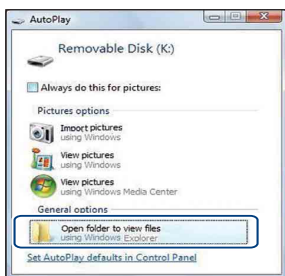 AutoPlay
Removable Disk (K:)
Always do this for pictures:
Pictures options
Import pictures
using Windows
View pictures
using Windows
View pictures
using Windows Media Center
General options
Open folder to view files
using Windows Explorer
Set AutoPlay defaults in Control Panel